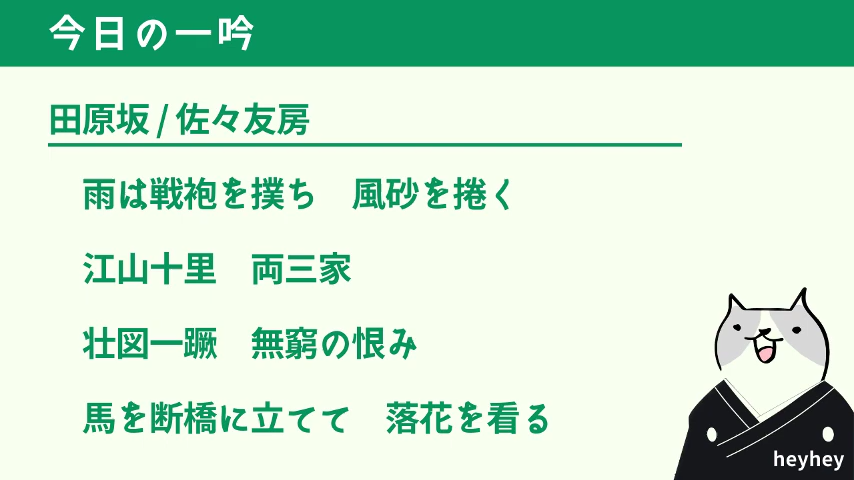 今日の一吟
田原坂 / 佐々友房
雨は戦袍を撲ち　風砂を捲く
江山十里　両三家
壮図一蹶　無窮の恨み
馬を断橋に立てて　落花を看る
heyhey